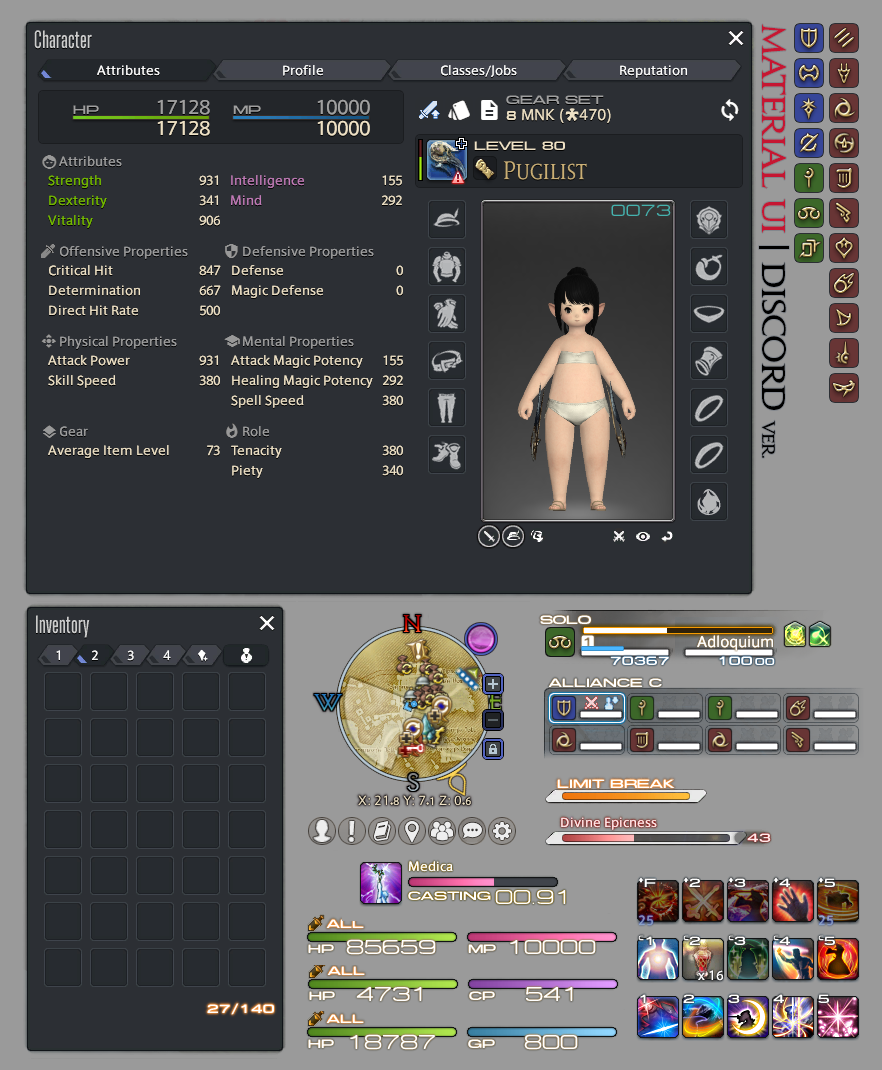 Character
Attributes Profile Classes/Jobs Reputation
HP 17128
17128
MP 10000
10000
GEAR SET
8 MNK (★470)
LEVEL 80
PUGILIST
Attributes
Strength 931
Dexterity 341
Vitality 906
Intelligence 155
Mind 292
Offensive Properties
Critical Hit 847
Determination 667
Direct Hit Rate 500
Defensive Properties
Defense 0
Magic Defense 0
Physical Properties
Attack Power 931
Skill Speed 380
Mental Properties
Attack Magic Potency 155
Healing Magic Potency 292
Spell Speed 380
Gear
Average Item Level 73
Role
Tenacity 380
Piety 340
0073
MATERIAL UI | DISCORD VER.
Inventory
1 2 3 4
27/140
N
W
E
S
X: 21.8 Y: 7.1 Z: 0.6
SOLO
1
Adloquium
70367 10000
ALLIANCE C
LIMIT BREAK
Divine Epicness
43
Medica
CASTING 00.91
ALL
HP 85659 MP 10000
ALL
HP 4731 CP 541
ALL
HP 18787 GP 800
F 2 3 4 5
25 25
1 2 3 4 5
x16
1 2 3 4 5